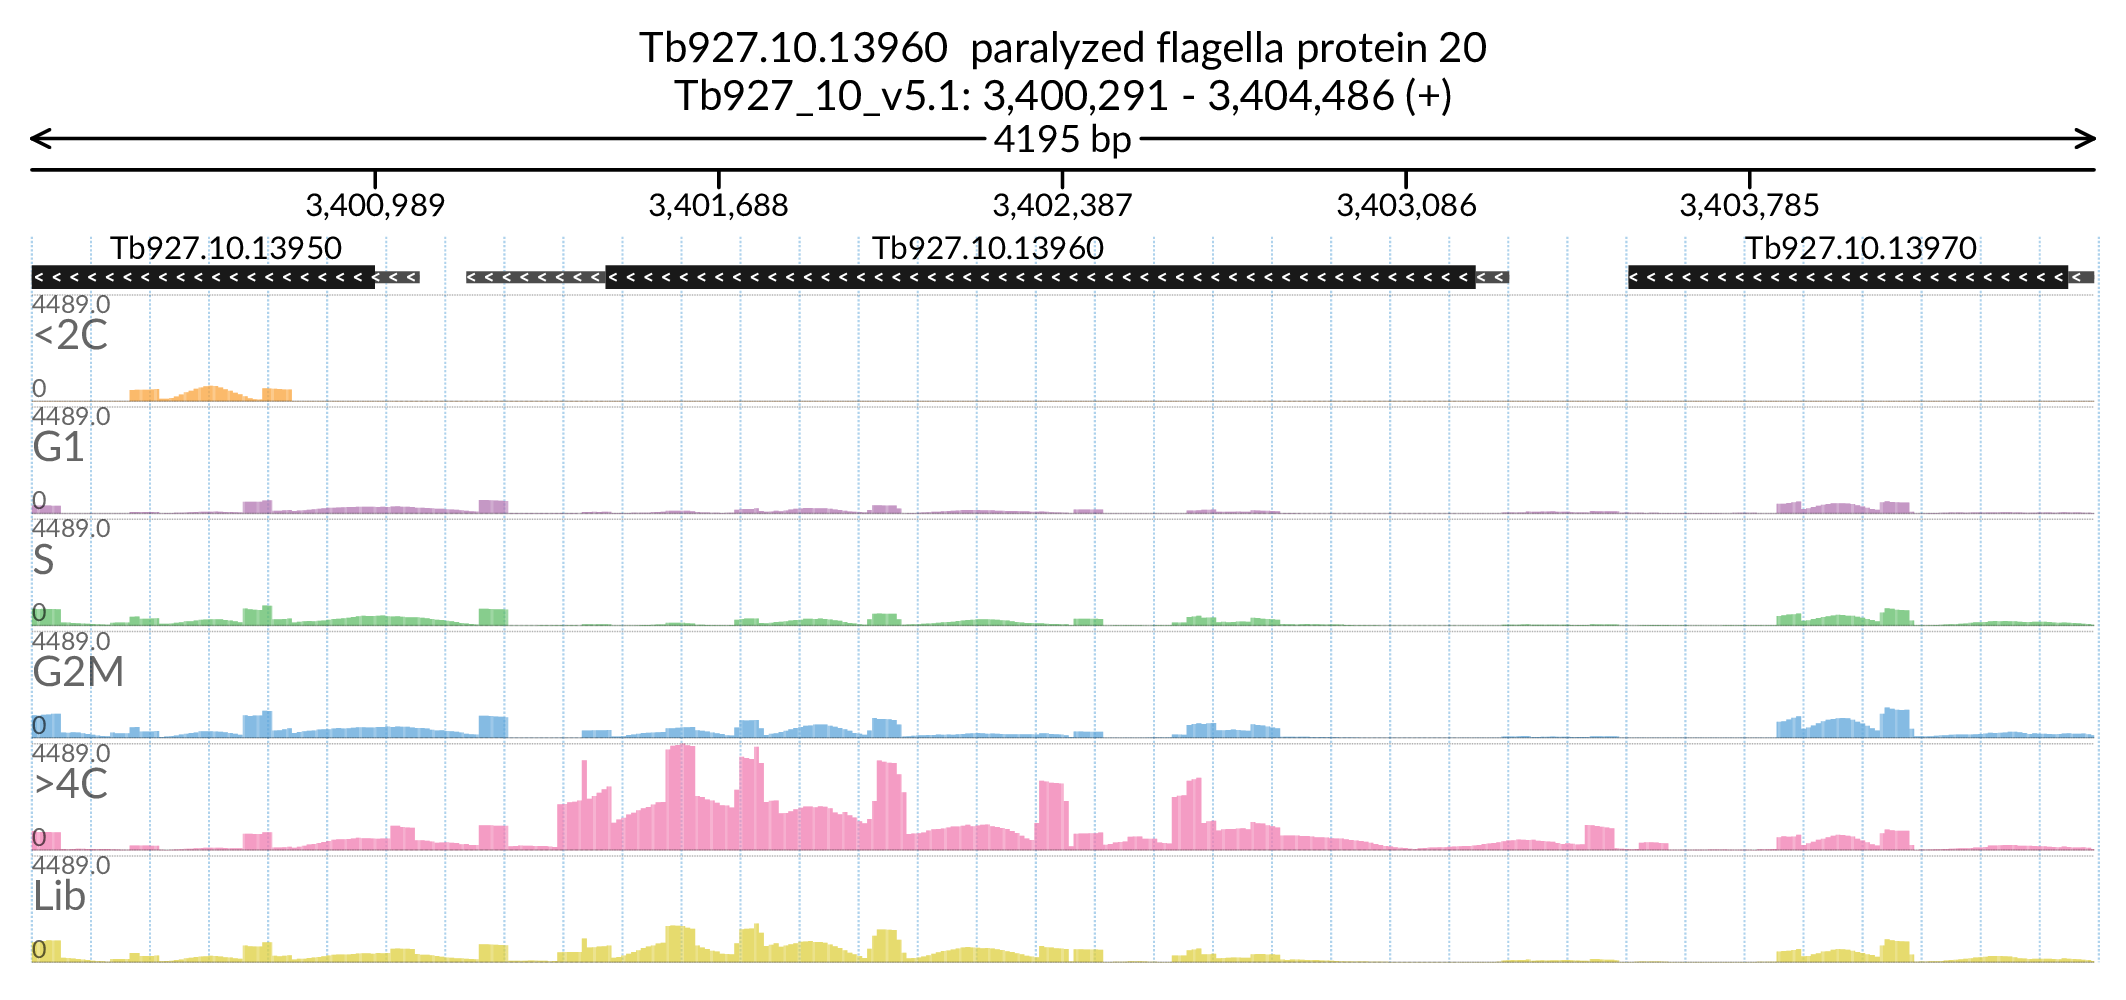 Tb927.10.13960  paralyzed flagella protein 20
Tb927_10_v5.1: 3,400,291 - 3,404,486 (+)
4195 bp
3,400,989 3,401,688 3,402,387 3,403,086 3,403,785
Tb927.10.13950 Tb927.10.13960 Tb927.10.13970
4489.0
<2C
0
4489.0
G1
0
4489.0
S
0
4489.0
G2M
0
4489.0
>4C
0
4489.0
Lib
0